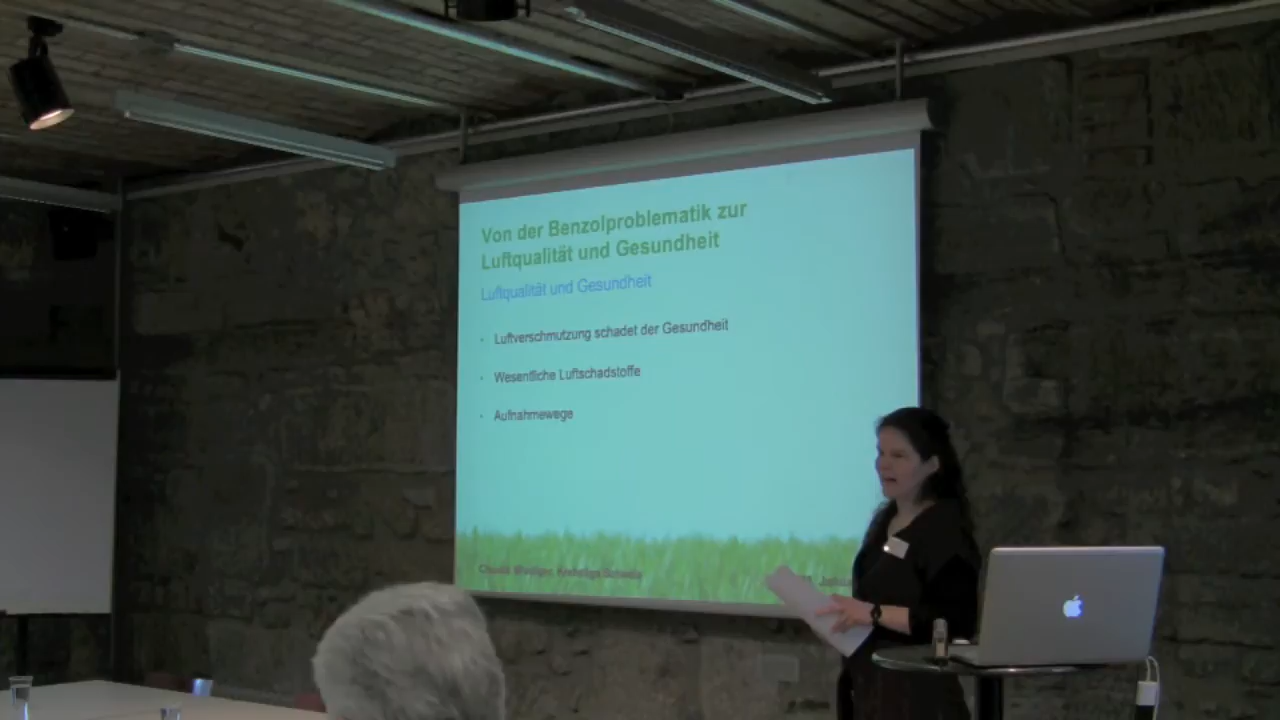 Von der Benzolproblematik zur
Luftqualität und Gesundheit
Luftqualität und Gesundheit
Luftverschmutzung schadet der Gesundheit
Wesentliche Luftschadstoffe
Aufnahmewege